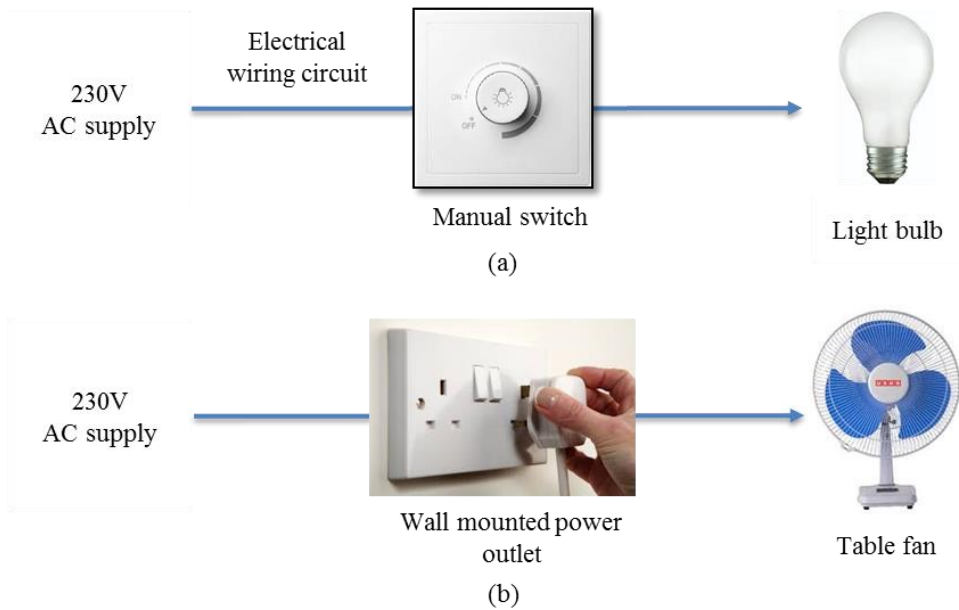 Electrical
wiring circuit
230V
AC supply
ON
OFF
Manual switch
Light bulb
(a)
230V
AC supply
USHA
Wall mounted power
outlet
Table fan
(b)